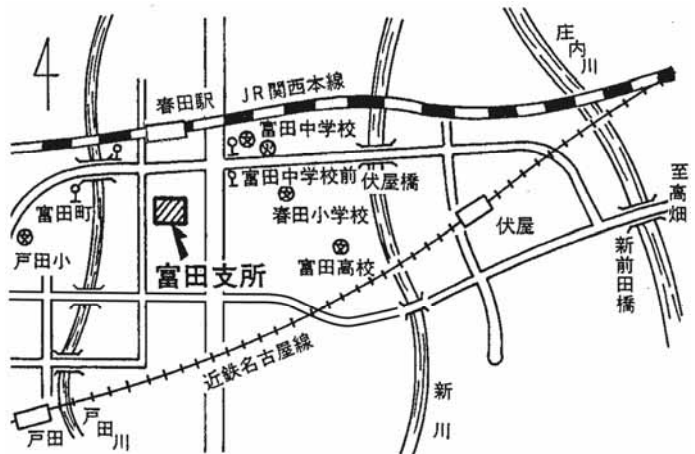 庄内川
JR関西本線
春田駅
富田中学校
富田中学校前
伏屋橋
至高畑
富田町
春田小学校
伏屋
戸田小
富田高校
新前田橋
富田支所
近鉄名古屋線
新川
戸田
戸田川